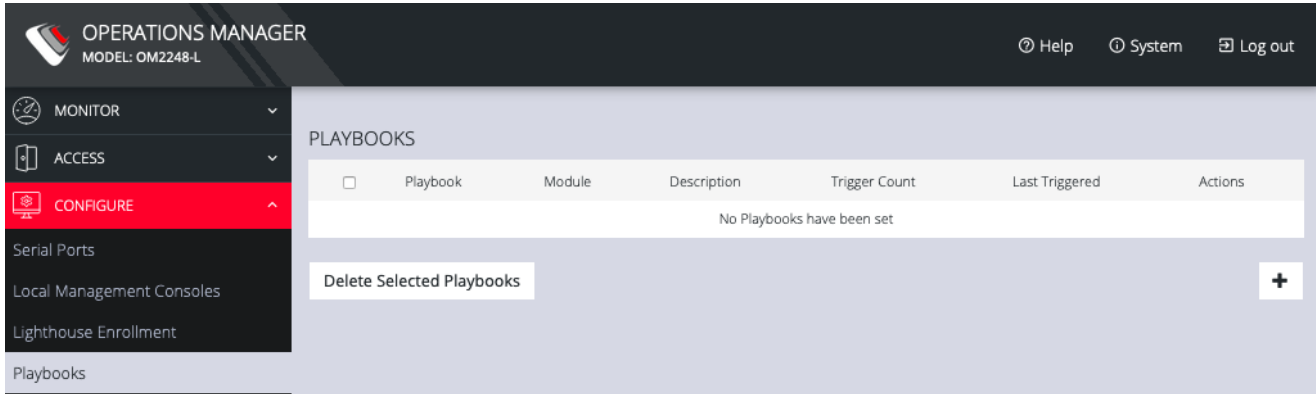 OPERATIONS MANAGER
MODEL: OM2248-L
Help System Log out
MONITOR
ACCESS
CONFIGURE
Serial Ports
Local Management Consoles
Lighthouse Enrollment
Playbooks
PLAYBOOKS
Playbook Module Description Trigger Count Last Triggered Actions
No Playbooks have been set
Delete Selected Playbooks